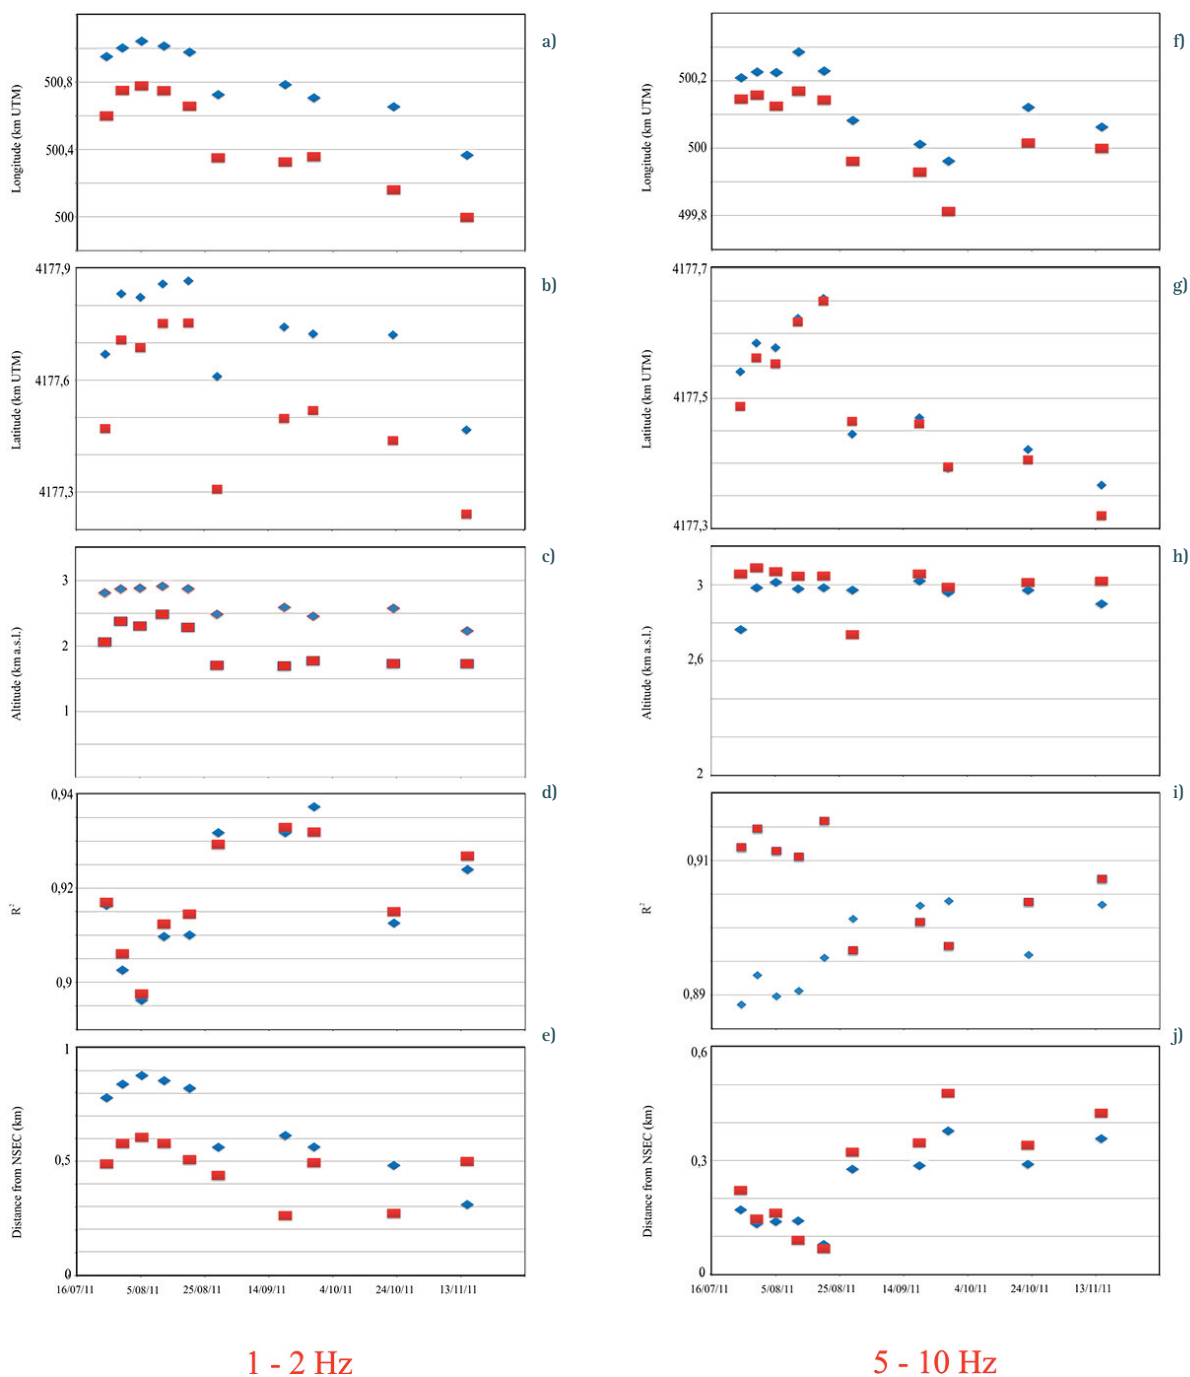 a)
Longitude (km UTM)
500,8
500,4
500
f)
Longitude (km UTM)
500,2
500
499,8
b)
Latitude (km UTM)
4177,9
4177,6
4177,3
g)
Latitude (km UTM)
4177,7
4177,5
4177,3
c)
Altitude (km a.s.l.)
3
2
1
h)
Altitude (km a.s.l.)
3
2,6
2
d)
R²
0,94
0,92
0,9
i)
R²
0,91
0,89
e)
Distance from NSEC (km)
1
0,5
0
16/07/11 5/08/11 25/08/11 14/09/11 4/10/11 24/10/11 13/11/11
j)
Distance from NSEC (km)
0,6
0,3
0
16/07/11 5/08/11 25/08/11 14/09/11 4/10/11 24/10/11 13/11/11
1 - 2 Hz
5 - 10 Hz